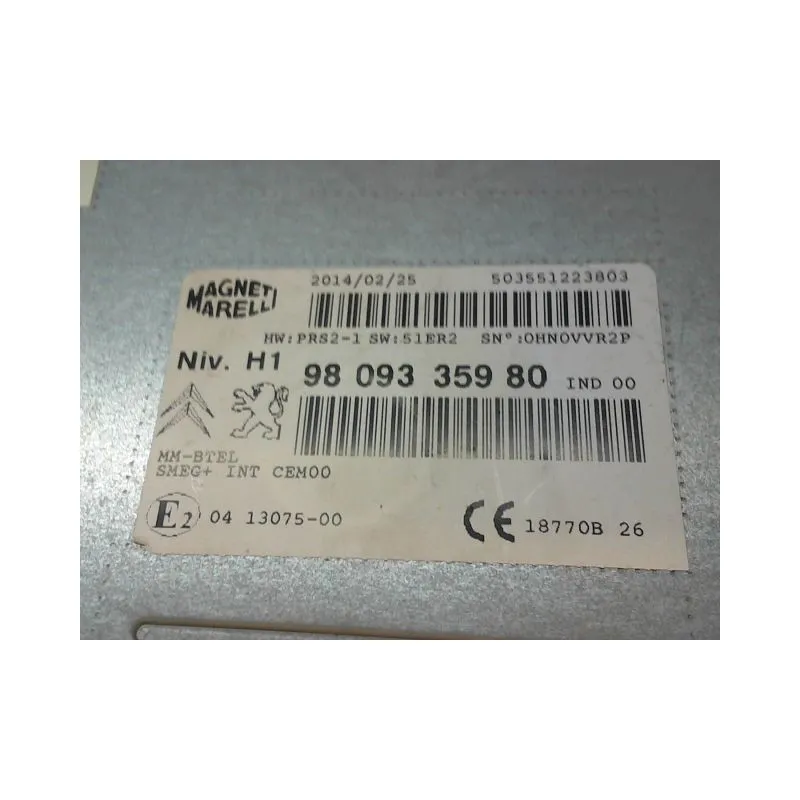 MAGNETI MARELLI
2014/02/25 503551223803
HW:PRS2-1 SW:51ER2 SN°:0HN0VVR2P
Niv. H1 98 093 359 80 IND 00
MM-BTEL
SMEG+ INT CEM00
E2 04 13075-00 CE 18770B 26